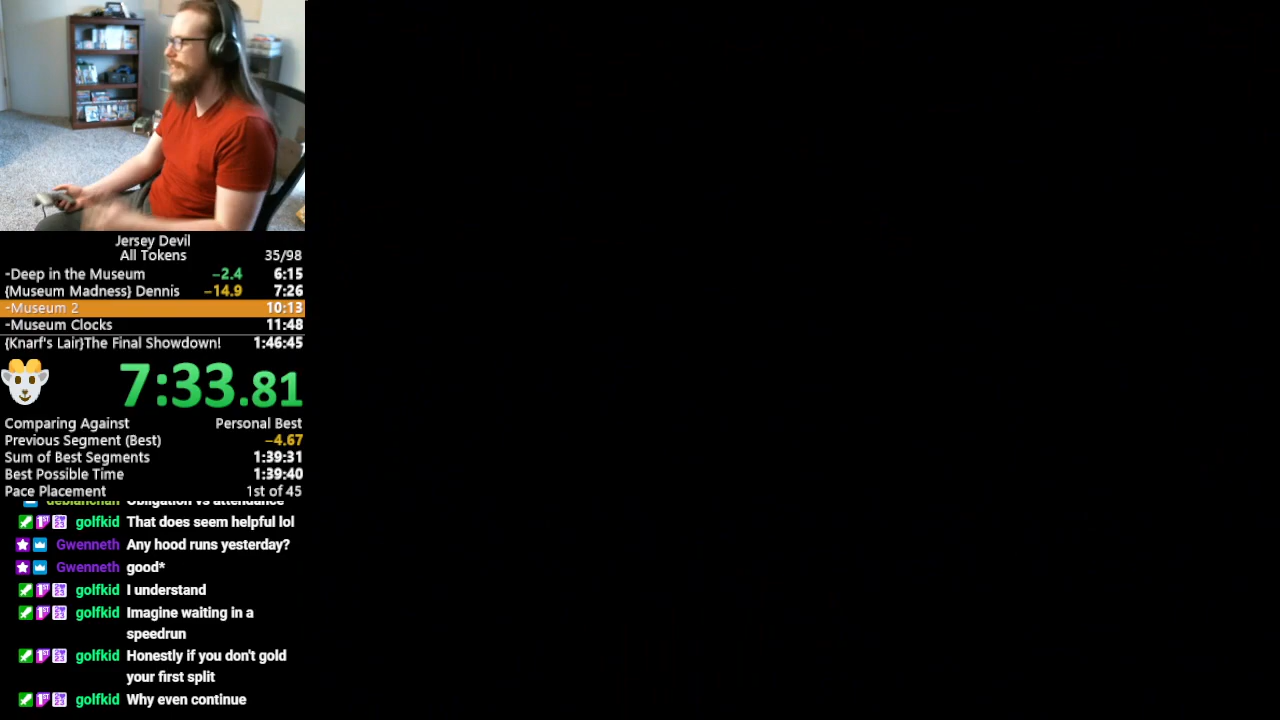 Jersey Devil
All Tokens 35/98
-Deep in the Museum -2.4 6:15
{Museum Madness} Dennis -14.9 7:26
-Museum 2 10:13
-Museum Clocks 11:48
{Knarf's Lair}The Final Showdown! 1:46:45
7:33.81
Comparing Against Personal Best
Previous Segment (Best) -4.67
Sum of Best Segments 1:39:31
Best Possible Time 1:39:40
Pace Placement 1st of 45
debianchan Obligation vs attendance
golfkid That does seem helpful lol
Gwenneth Any hood runs yesterday?
Gwenneth good*
golfkid I understand
golfkid Imagine waiting in a
speedrun
golfkid Honestly if you don't gold
your first split
golfkid Why even continue